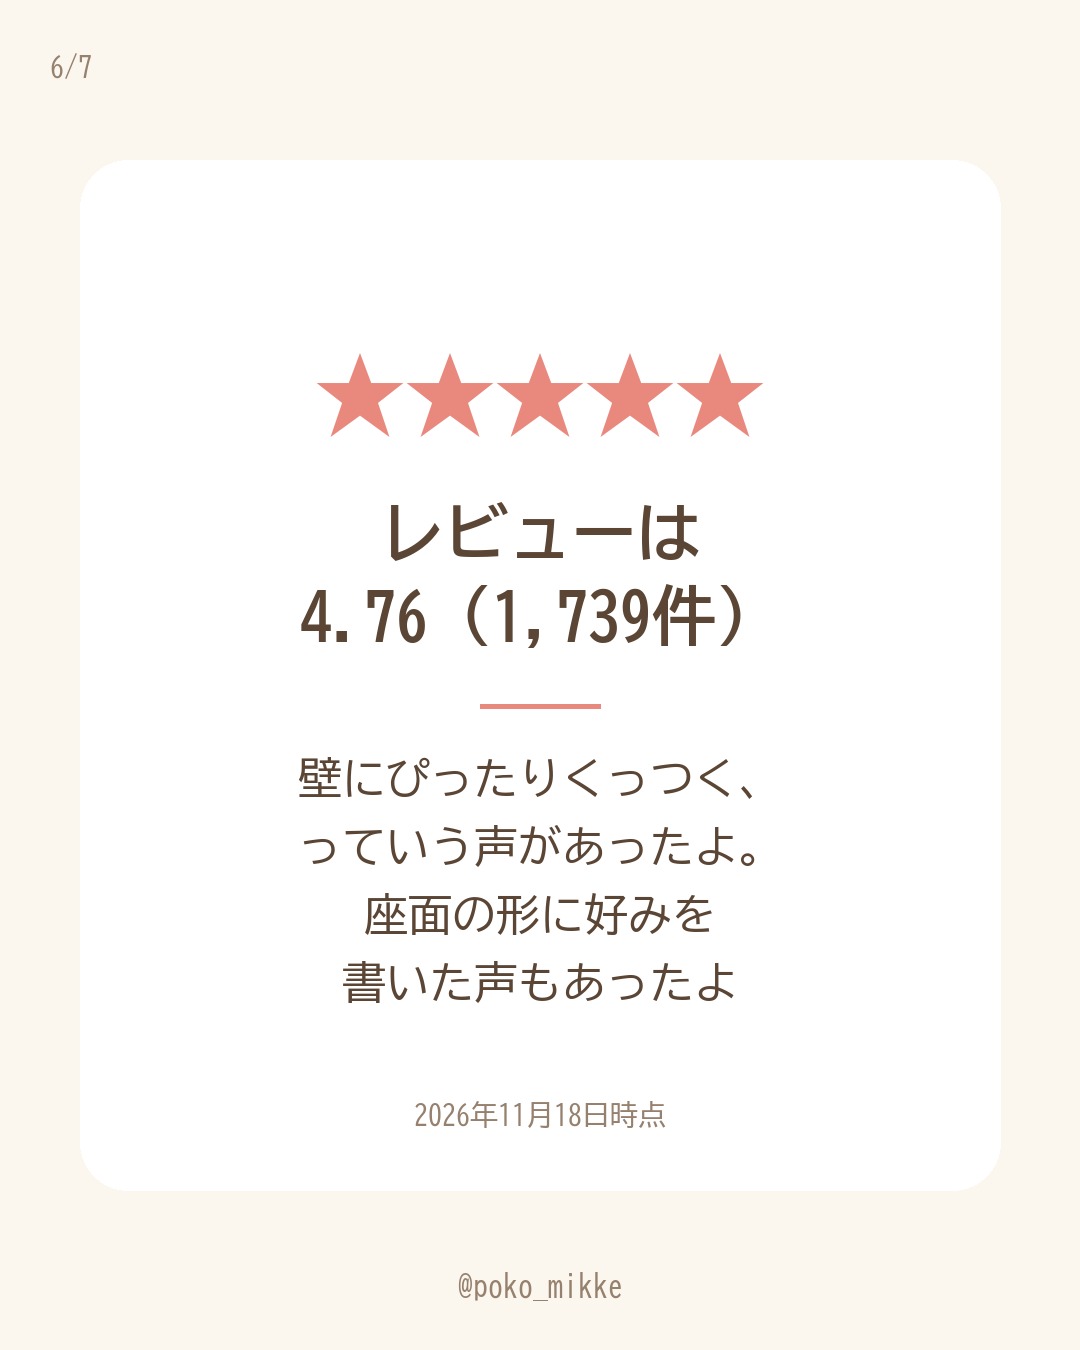 6/7
★★★★★
レビューは
4.76（1,739件）
壁にぴったりくっつく、
っていう声があったよ。
座面の形に好みを
書いた声もあったよ
2026年11月18日時点
@poko_mikke